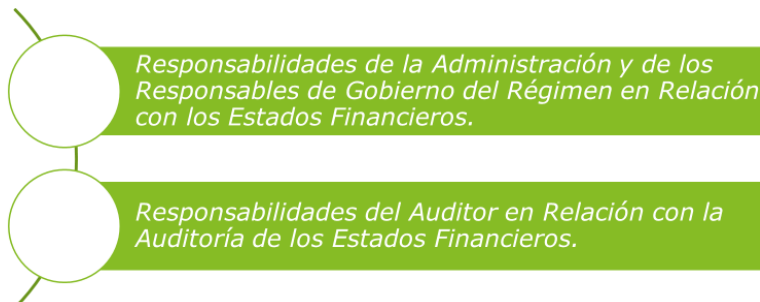 Responsabilidades de la Administración y de los
Responsables de Gobierno del Régimen en Relación
con los Estados Financieros.
Responsabilidades del Auditor en Relación con la
Auditoría de los Estados Financieros.